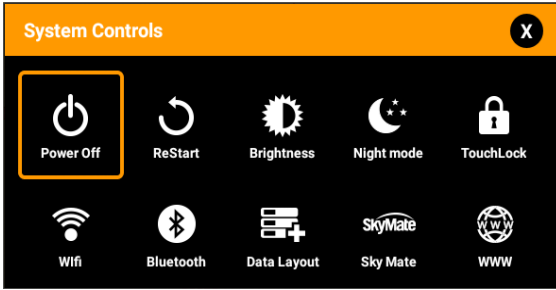 System Controls
X
Power Off
ReStart
Brightness
Night mode
TouchLock
WIfi
Bluetooth
SkyMate
WWW
Data Layout
Sky Mate
WWW